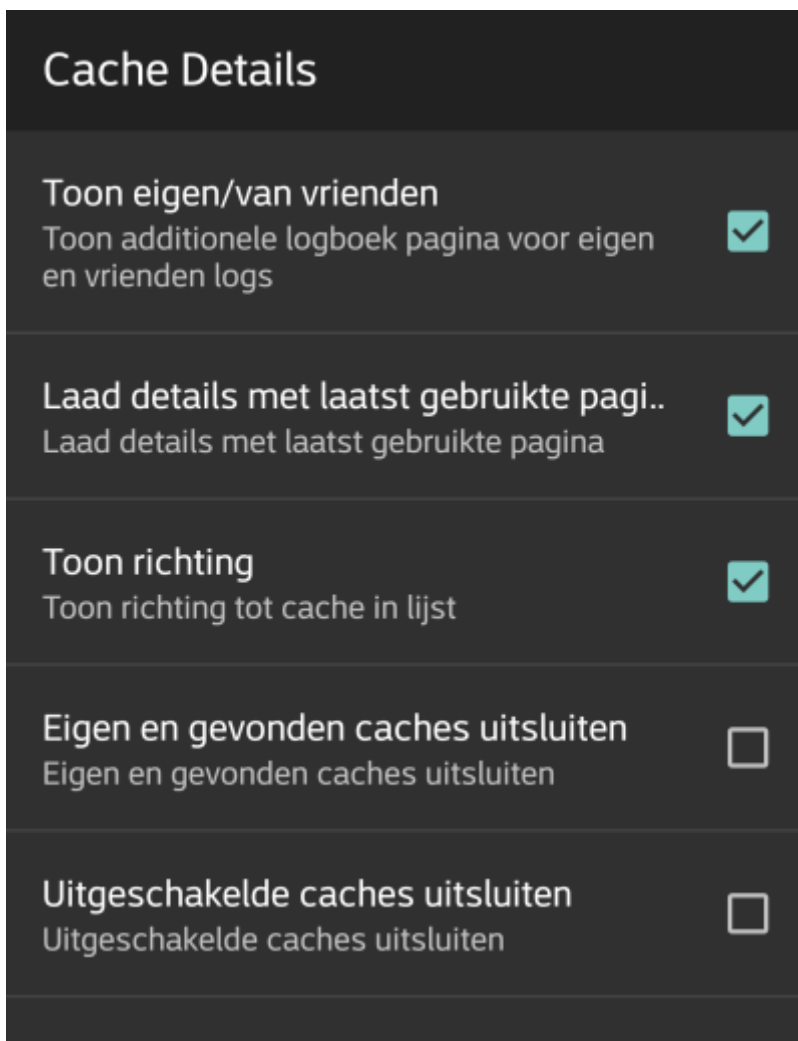 Cache Details
Toon eigen/van vrienden
Toon additionele logboek pagina voor eigen
en vrienden logs
Laad details met laatst gebruikte pagi..
Laad details met laatst gebruikte pagina
Toon richting
Toon richting tot cache in lijst
Eigen en gevonden caches uitsluiten
Eigen en gevonden caches uitsluiten
Uitgeschakelde caches uitsluiten
Uitgeschakelde caches uitsluiten